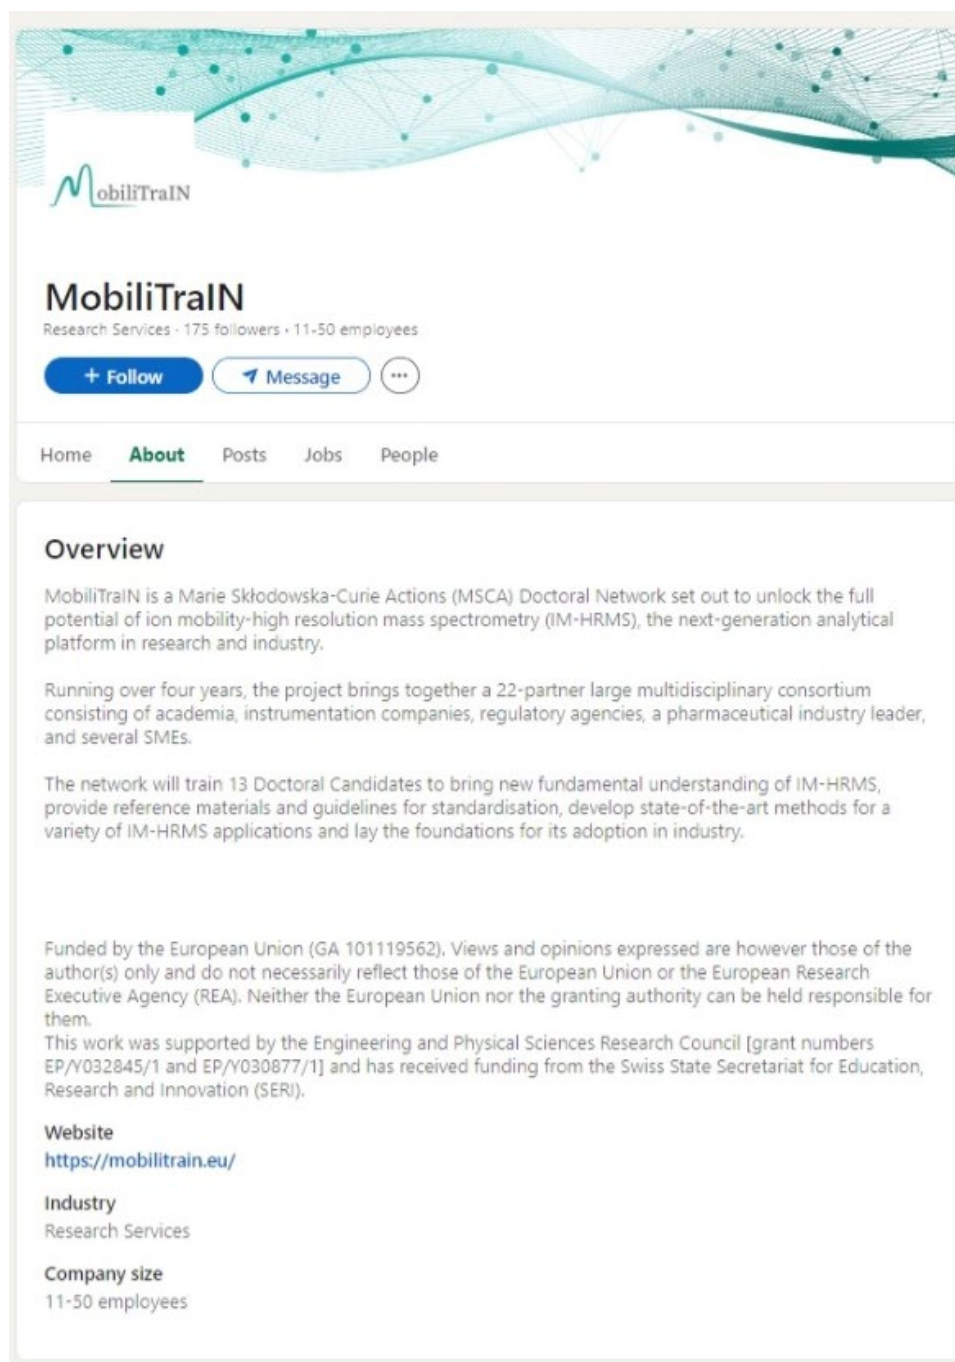 MobiliTraIN
MobiliTraIN
Research Services · 175 followers · 11-50 employees
+ Follow
Message
Home About Posts Jobs People
Overview
MobiliTraIN is a Marie Skłodowska-Curie Actions (MSCA) Doctoral Network set out to unlock the full
potential of ion mobility-high resolution mass spectrometry (IM-HRMS), the next-generation analytical
platform in research and industry.
Running over four years, the project brings together a 22-partner large multidisciplinary consortium
consisting of academia, instrumentation companies, regulatory agencies, a pharmaceutical industry leader,
and several SMEs.
The network will train 13 Doctoral Candidates to bring new fundamental understanding of IM-HRMS,
provide reference materials and guidelines for standardisation, develop state-of-the-art methods for a
variety of IM-HRMS applications and lay the foundations for its adoption in industry.
Funded by the European Union (GA 101119562). Views and opinions expressed are however those of the
author(s) only and do not necessarily reflect those of the European Union or the European Research
Executive Agency (REA). Neither the European Union nor the granting authority can be held responsible for
them.
This work was supported by the Engineering and Physical Sciences Research Council [grant numbers
EP/Y032845/1 and EP/Y030877/1] and has received funding from the Swiss State Secretariat for Education,
Research and Innovation (SERI).
Website
https://mobilitrain.eu/
Industry
Research Services
Company size
11-50 employees